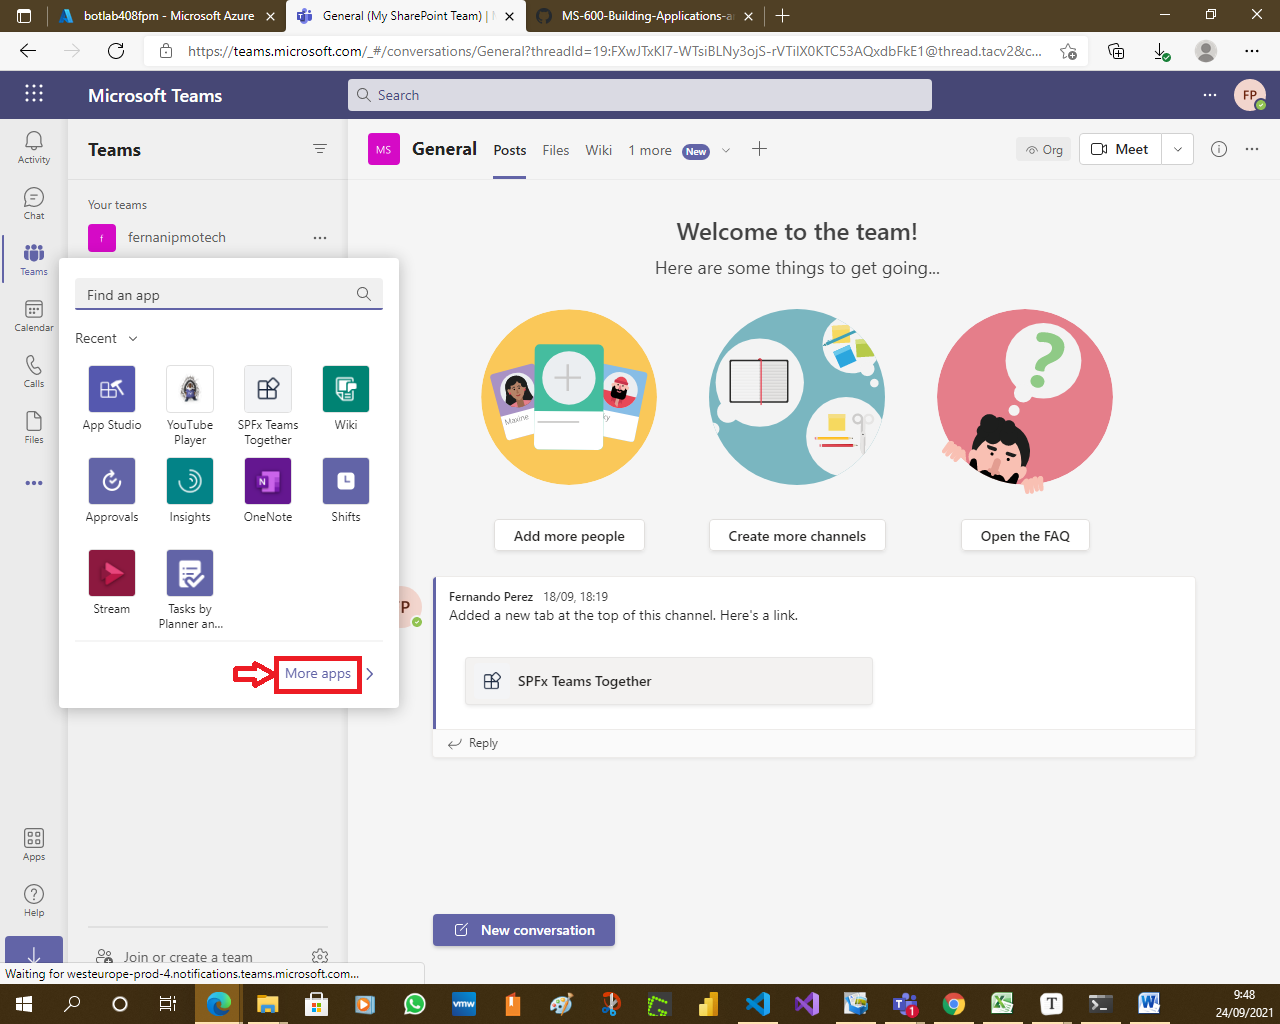 botlab408fpm - Microsoft Azure
General (My SharePoint Team) |
MS-600-Building-Applications-a
https://teams.microsoft.com/_#/conversations/General?threadId=19:FXwJTxKI7-WTsiBLNy3ojS-rVTiIX0KTC53AQxdbFkE1@thread.tacv2&c...
Microsoft Teams
Search
FP
Activity
Chat
Teams
Calendar
Calls
Files
Apps
Help
Teams
Your teams
f
fernanipmotech
Find an app
Recent
App Studio
YouTube Player
SPFx Teams Together
Wiki
Approvals
Insights
OneNote
Shifts
Stream
Tasks by Planner an...
More apps
MS
General
Posts
Files
Wiki
1 more
New
Org
Meet
Welcome to the team!
Here are some things to get going...
Maxine
Add more people
Create more channels
Open the FAQ
P
Fernando Perez 18/09, 18:19
Added a new tab at the top of this channel. Here's a link.
SPFx Teams Together
Reply
New conversation
Join or create a team
Waiting for westeurope-prod-4.notifications.teams.microsoft.com...
9:48
24/09/2021